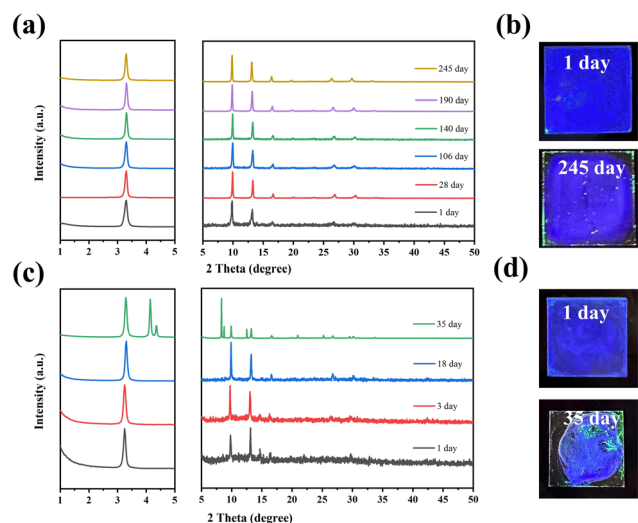 (a)
Intensity (a.u.)
245 day
190 day
140 day
106 day
28 day
1 day
1 2 3 4 5
5 10 15 20 25 30 35 40 45 50
2 Theta (degree)
(b)
1 day
245 day
(c)
Intensity (a.u.)
35 day
18 day
3 day
1 day
1 2 3 4 5
5 10 15 20 25 30 35 40 45 50
2 Theta (degree)
(d)
1 day
35 day